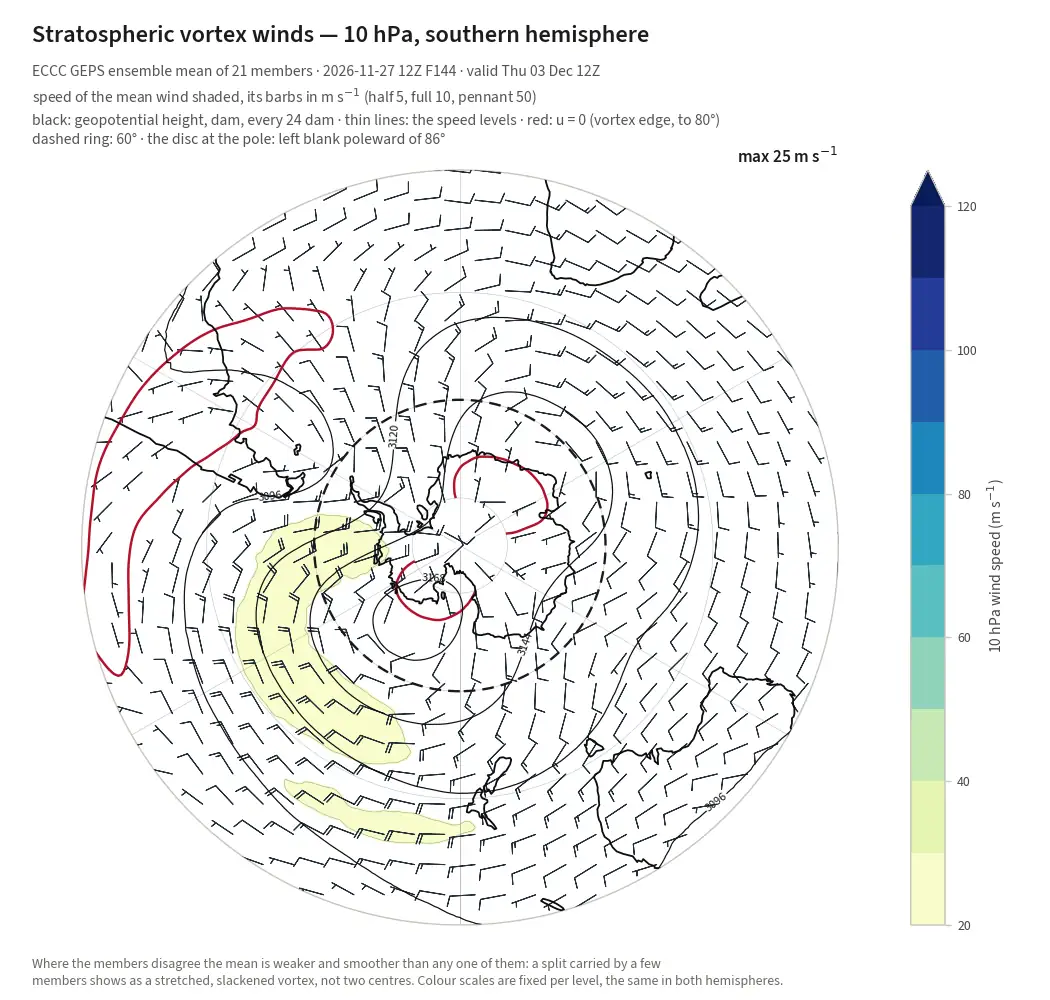 Stratospheric vortex winds — 10 hPa, southern hemisphere
ECCC GEPS ensemble mean of 21 members · 2026-11-27 12Z F144 · valid Thu 03 Dec 12Z
speed of the mean wind shaded, its barbs in m s⁻¹ (half 5, full 10, pennant 50)
black: geopotential height, dam, every 24 dam · thin lines: the speed levels · red: u = 0 (vortex edge, to 80°)
dashed ring: 60° · the disc at the pole: left blank poleward of 86°
max 25 m s⁻¹
120
100
80
60
40
20
10 hPa wind speed (m s⁻¹)
3120
3096
3168
3144
3096
Where the members disagree the mean is weaker and smoother than any one of them: a split carried by a few
members shows as a stretched, slackened vortex, not two centres. Colour scales are fixed per level, the same in both hemispheres.